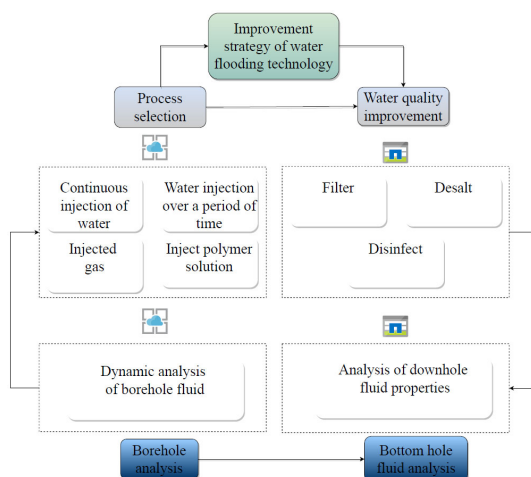 Improvement
strategy of water
flooding technology
Process
selection
Water quality
improvement
Continuous
injection of
water
Water injection
over a period of
time
Injected
gas
Inject polymer
solution
Filter
Desalt
Disinfect
Dynamic analysis
of borehole fluid
Analysis of downhole
fluid properties
Borehole
analysis
Bottom hole
fluid analysis